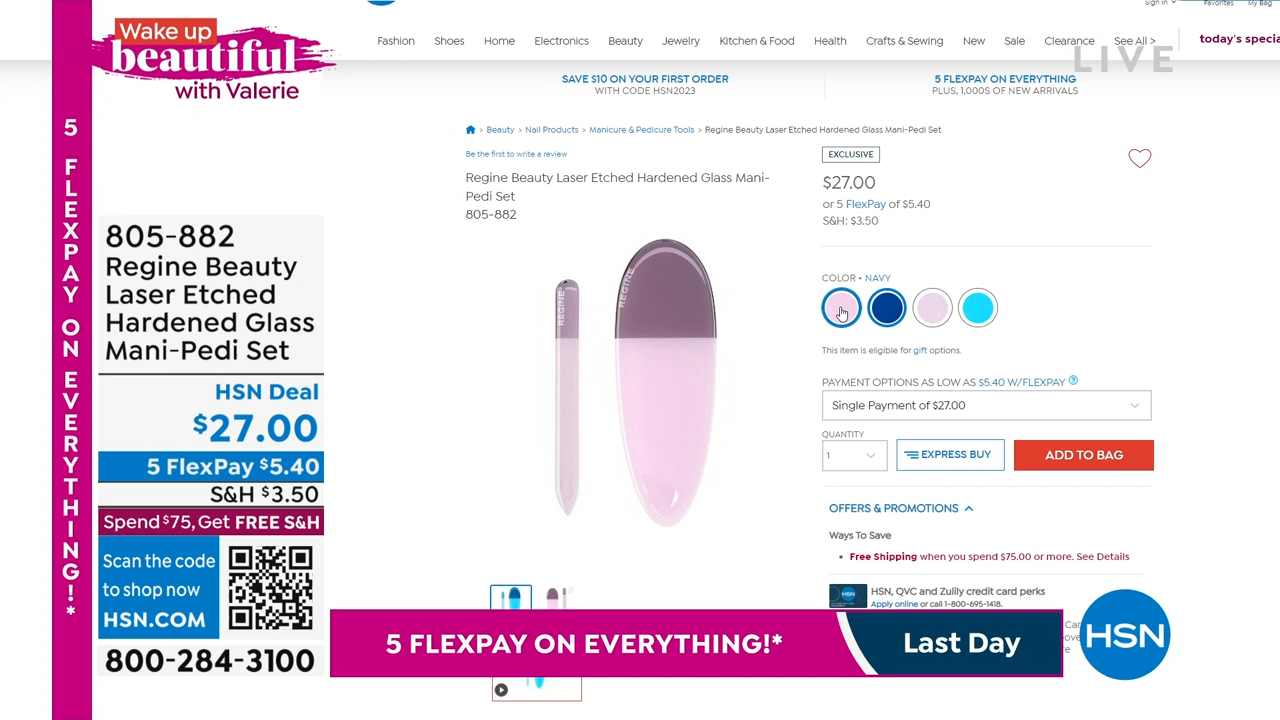 Wake up
beautiful
with Valerie
5 FLEXPAY ON EVERYTHING!*
805-882
Regine Beauty
Laser Etched
Hardened Glass
Mani-Pedi Set
HSN Deal
$27.00
5 FlexPay $5.40
S&H $3.50
Spend $75, Get FREE S&H
Scan the code
to shop now
HSN.COM
800-284-3100
Sign in
Favorites
My Bag
Fashion Shoes Home Electronics Beauty Jewelry Kitchen & Food Health Crafts & Sewing New Sale Clearance See All >
today's specia
LIVE
SAVE $10 ON YOUR FIRST ORDER
WITH CODE HSN2023
5 FLEXPAY ON EVERYTHING
PLUS, 1,000S OF NEW ARRIVALS
> Beauty > Nail Products > Manicure & Pedicure Tools > Regine Beauty Laser Etched Hardened Glass Mani-Pedi Set
Be the first to write a review
Regine Beauty Laser Etched Hardened Glass Mani-
Pedi Set
805-882
REGINE
REGINE
EXCLUSIVE
$27.00
or 5 FlexPay of $5.40
S&H: $3.50
COLOR • NAVY
This item is eligible for gift options.
PAYMENT OPTIONS AS LOW AS $5.40 W/FLEXPAY ?
Single Payment of $27.00
QUANTITY
1
EXPRESS BUY
ADD TO BAG
OFFERS & PROMOTIONS
Ways To Save
• Free Shipping when you spend $75.00 or more. See Details
HSN
HSN, QVC and Zulily credit card perks
Apply online or call 1-800-695-1418.
5 FLEXPAY ON EVERYTHING!*
Last Day
HSN